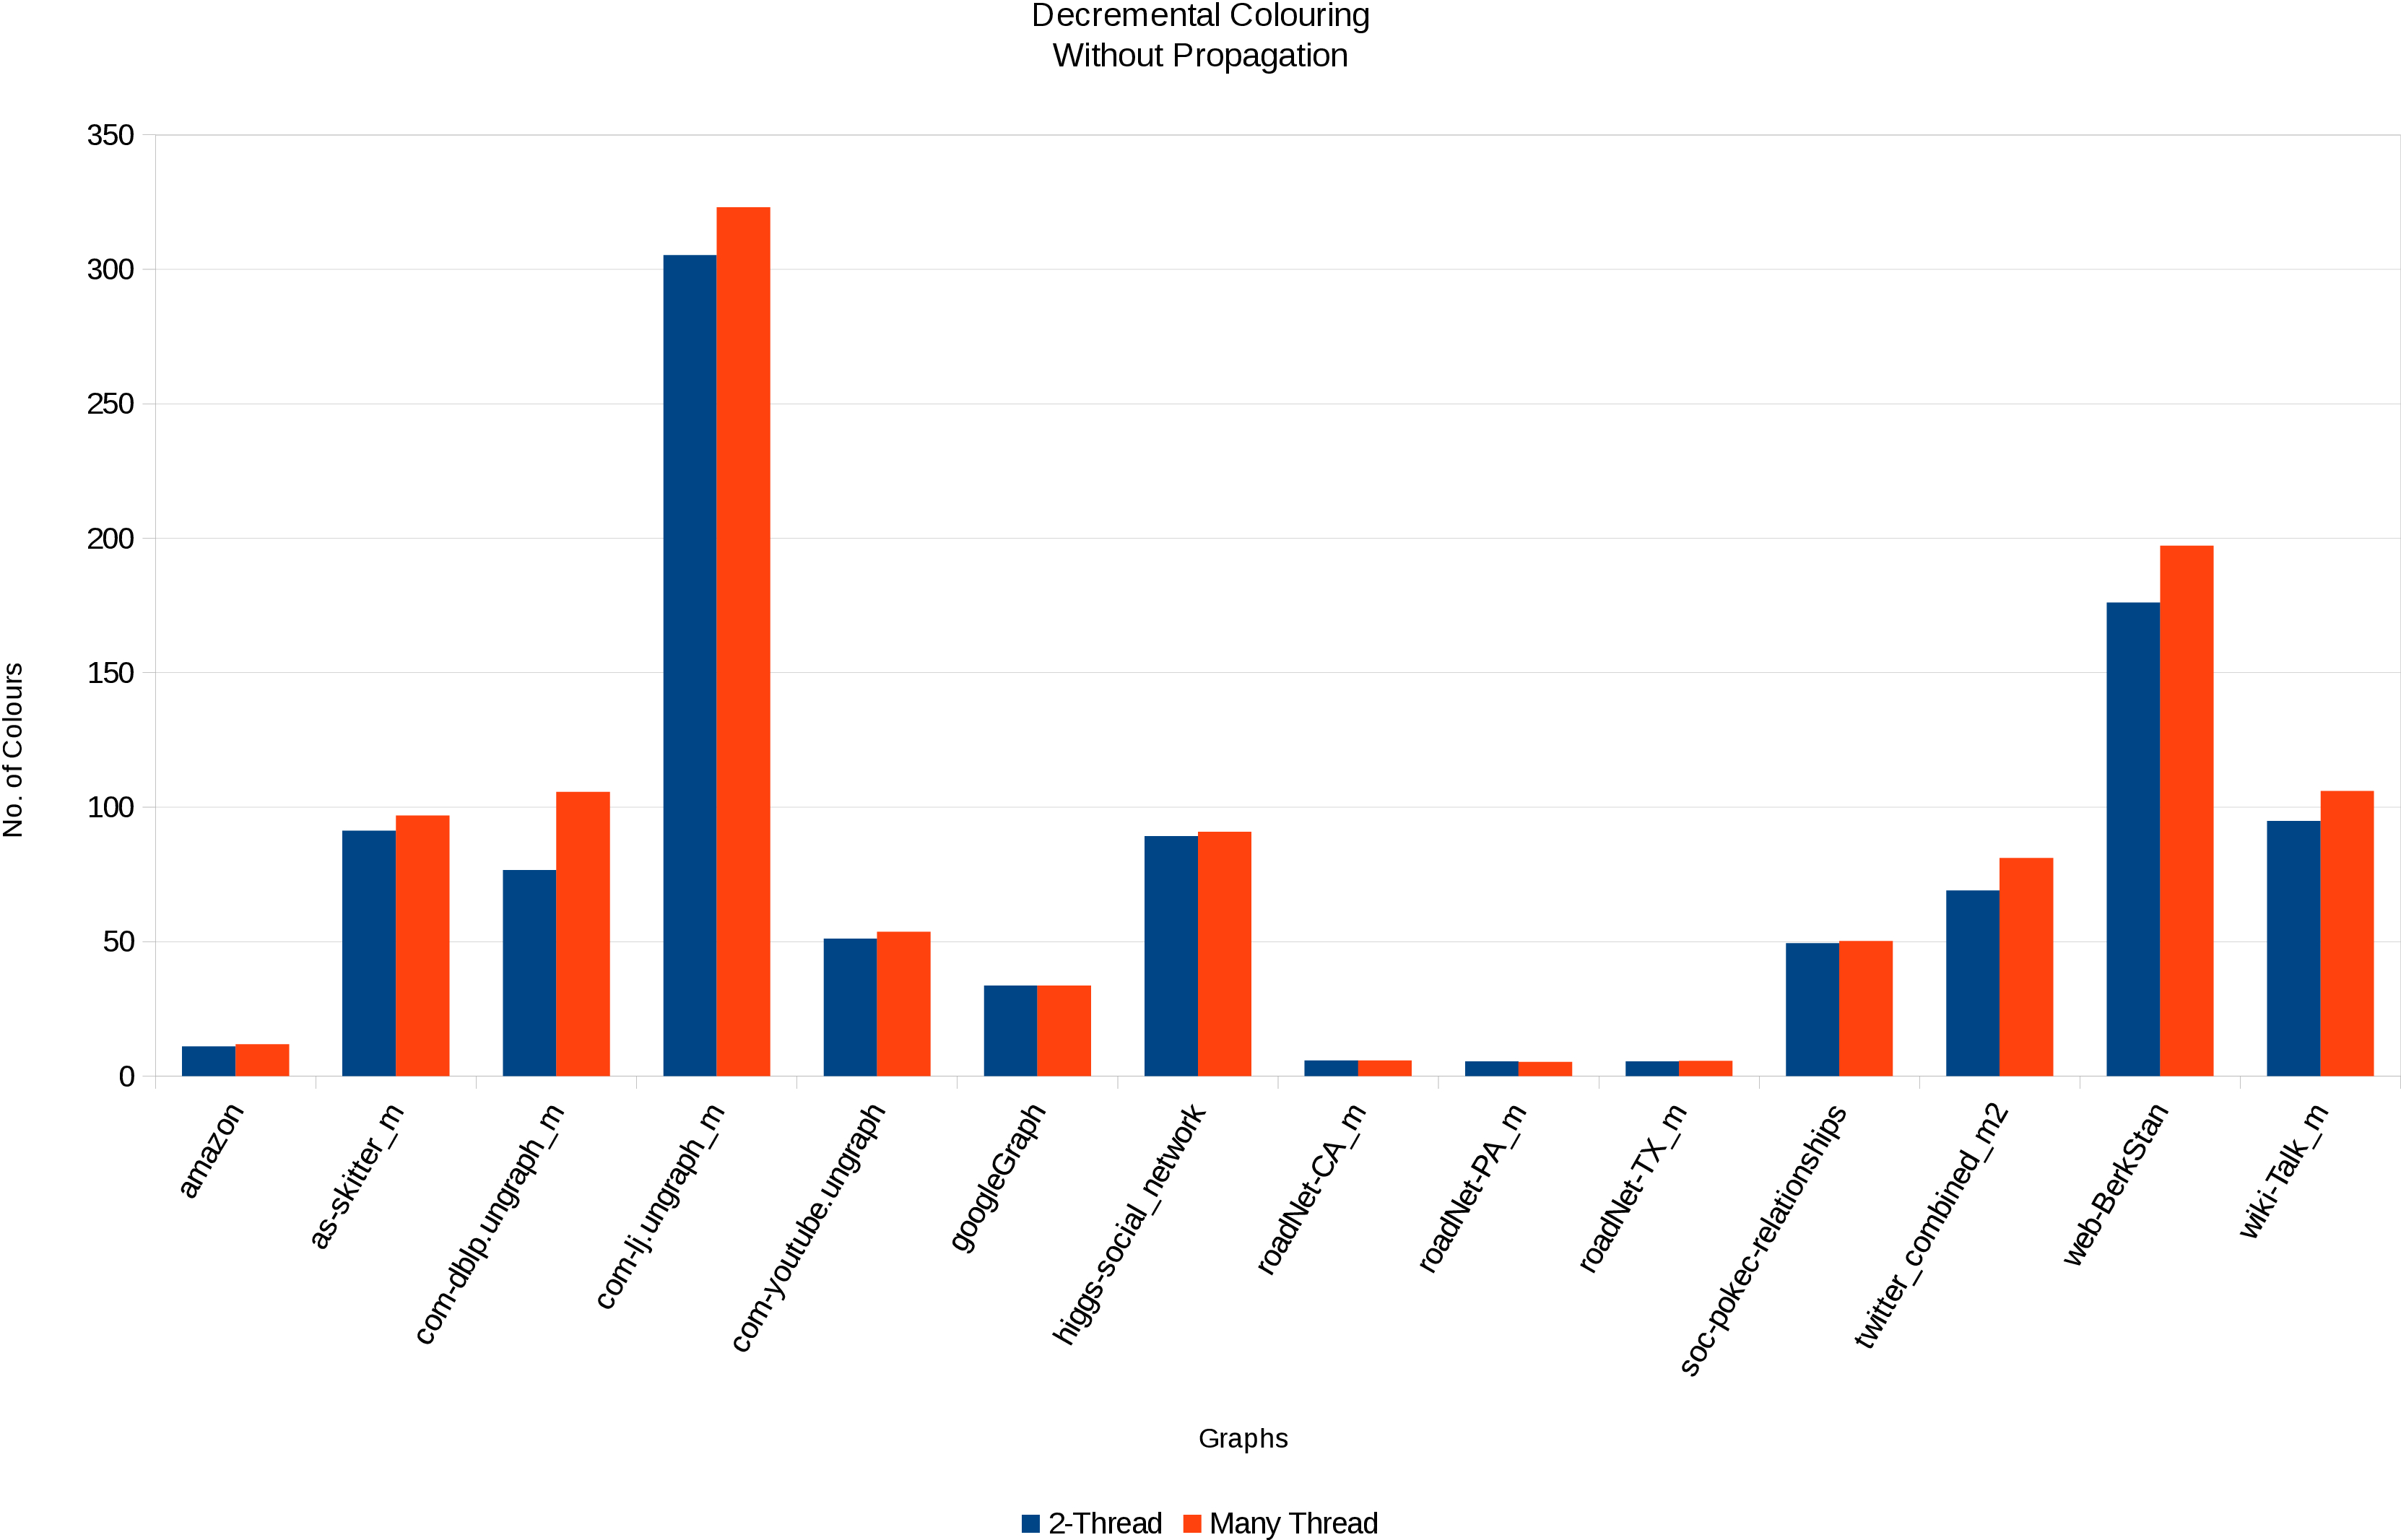 Decremental Colouring
Without Propagation
350
300
250
200
150
100
50
0
No. of Colours
amazon
as-skitter_m
com-dblp.ungraph_m
com-lj.ungraph_m
com-youtube.ungraph
googleGraph
higgs-social_network
roadNet-CA_m
roadNet-PA_m
roadNet-TX_m
soc-pokec-relationships
twitter_combined_m2
web-BerkStan
wiki-Talk_m
Graphs
2-Thread
Many Thread